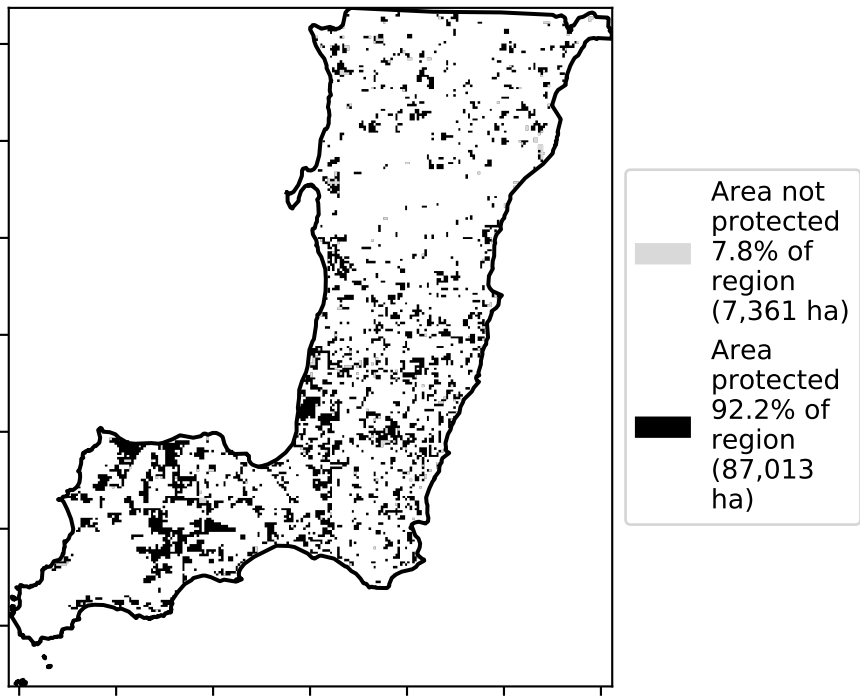 Area not
protected
7.8% of
region
(7,361 ha)
Area
protected
92.2% of
region
(87,013
ha)